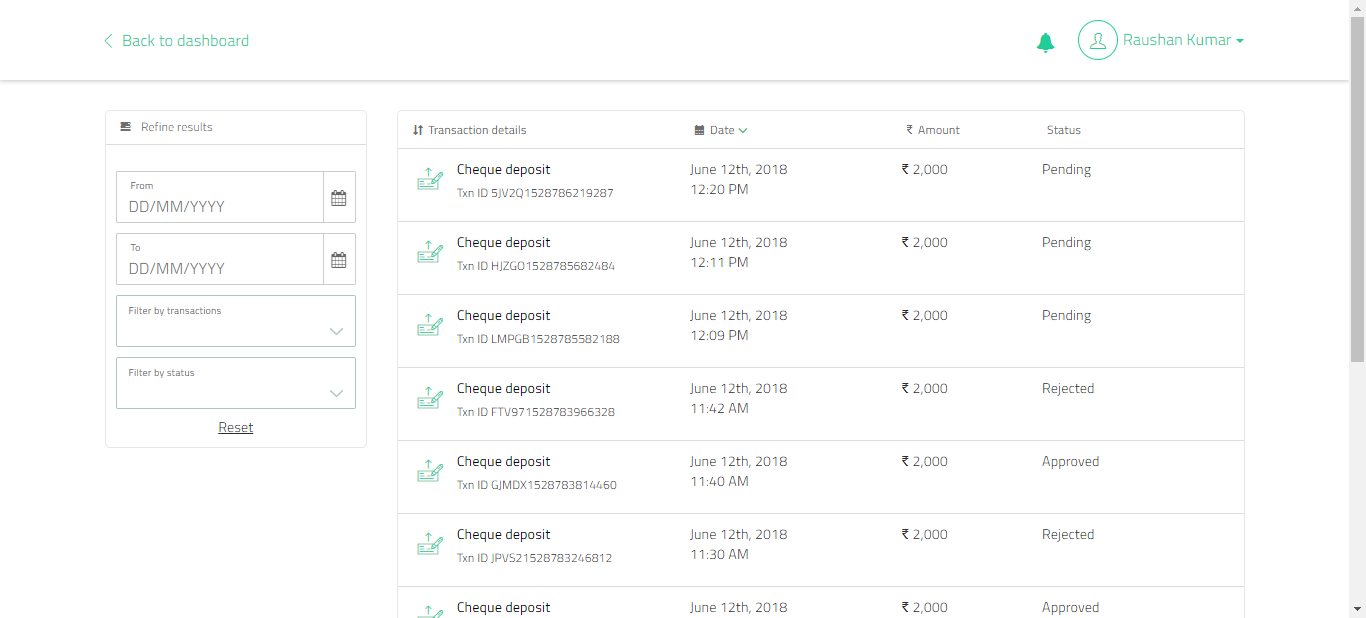 Back to dashboard
Raushan Kumar
Refine results
From
DD/MM/YYYY
To
DD/MM/YYYY
Filter by transactions
Filter by status
Reset
Transaction details Date ₹ Amount Status
Cheque deposit June 12th, 2018 ₹ 2,000 Pending
Txn ID 5JV2Q1528786219287 12:20 PM
Cheque deposit June 12th, 2018 ₹ 2,000 Pending
Txn ID HJZGO1528785682484 12:11 PM
Cheque deposit June 12th, 2018 ₹ 2,000 Pending
Txn ID LMPGB1528785582188 12:09 PM
Cheque deposit June 12th, 2018 ₹ 2,000 Rejected
Txn ID FTV971528783966328 11:42 AM
Cheque deposit June 12th, 2018 ₹ 2,000 Approved
Txn ID GJMDX1528783814460 11:40 AM
Cheque deposit June 12th, 2018 ₹ 2,000 Rejected
Txn ID JPVS21528783246812 11:30 AM
Cheque deposit June 12th, 2018 ₹ 2,000 Approved